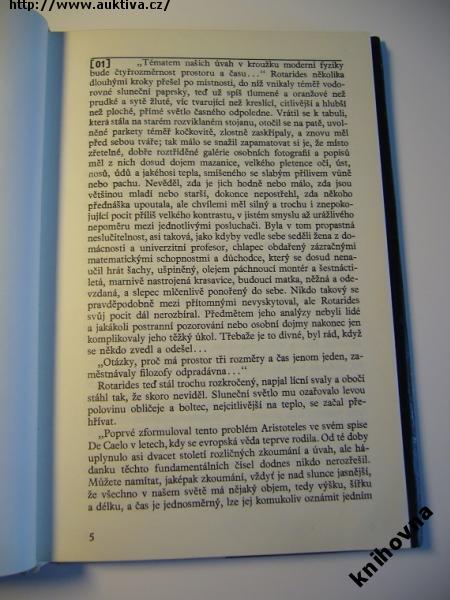 http://www.auktiva.cz/
[01] „Tématem našich úvah v kroužku moderní fyziky
bude čtyřrozměrnost prostoru a času...“ Rotarides několika
dlouhými kroky přešel po místnosti, do níž vnikaly téměř vodo-
rovné sluneční paprsky, teď už spíš tlumené a oranžové než
prudké a sytě žluté, víc tvarující než kreslící, citlivější a hlubší
než ploché, přímé světlo časného odpoledne. Vrátil se k tabuli,
která stála na starém rozviklaném stojanu, otočil se na patě, uvol-
něné parkety téměř kočkovitě, zlostně zaskřípaly, a znovu měl
před sebou tváře; tak málo se snažil zapamatovat si je, že místo
zřetelné, dobře roztříděné galérie osobních fotografií a popisů
měl z nich dosud dojem mazanice, velkého pletence očí, úst,
nosů, údů a jakéhosi tepla, smíšeného se slabým přílivem vůně
nebo pachu. Nevěděl, zda je jich hodně nebo málo, zda jsou
většinou mladí nebo starší, dokonce nepostřehl, zda někoho
přednáška upoutala, ale chvílemi měl silný a trochu i znepo-
kojující pocit příliš velkého kontrastu, v jistém smyslu až urážlivého
nepoměru mezi jednotlivými posluchači. Byla v tom propastná
neslučitelnost, asi taková, jako kdyby vedle sebe seděli žena z do-
mácnosti a univerzitní profesor, chlapec obdařený zázračnými
matematickými schopnostmi a důchodce, který se dosud nena-
učil hrát šachy, ušpiněný, olejem páchnoucí montér a šestnácti-
letá, marnivě nastrojená krasavice, budoucí matka, něžná a ode-
vzdaná, a slepec mlčenlivě ponořený do sebe. Nikdo takový se
pravděpodobně mezi přítomnými nevyskytoval, ale Rotarides
svůj pocit dál nerozbíral. Předmětem jeho analýzy nebyli lidé
a jakákoli postranní pozorování nebo osobní dojmy nakonec jen
komplikovaly jeho těžký úkol. Třebaže je to divné, byl rád, když
se někdo zvedl a odešel...
„Otázky, proč má prostor tři rozměry a čas jenom jeden, za-
městnávaly filozofy odpradávna...“
Rotarides teď stál trochu rozkročený, napjal lícní svaly a obočí
stáhl tak, že skoro neviděl. Sluneční světlo mu ozařovalo levou
polovinu obličeje a boltec, nejcitlivější na teplo, se začal pře-
hřívat.
„Poprvé zformuloval tento problém Aristoteles ve svém spise
De Caelo v letech, kdy se evropská věda teprve rodila. Od té doby
uplynulo asi dvacet století rozličných zkoumání a úvah, ale há-
danku těchto fundamentálních čísel dodnes nikdo nerozřešil.
Můžete namítat, jaképak zkoumání, vždyť je nad slunce jasnější,
že všechno v našem světě má nějaký objem, tedy výšku, šířku
a délku, a čas je jednosměrný, lze jej komukoliv oznámit jedním
5
knihovna